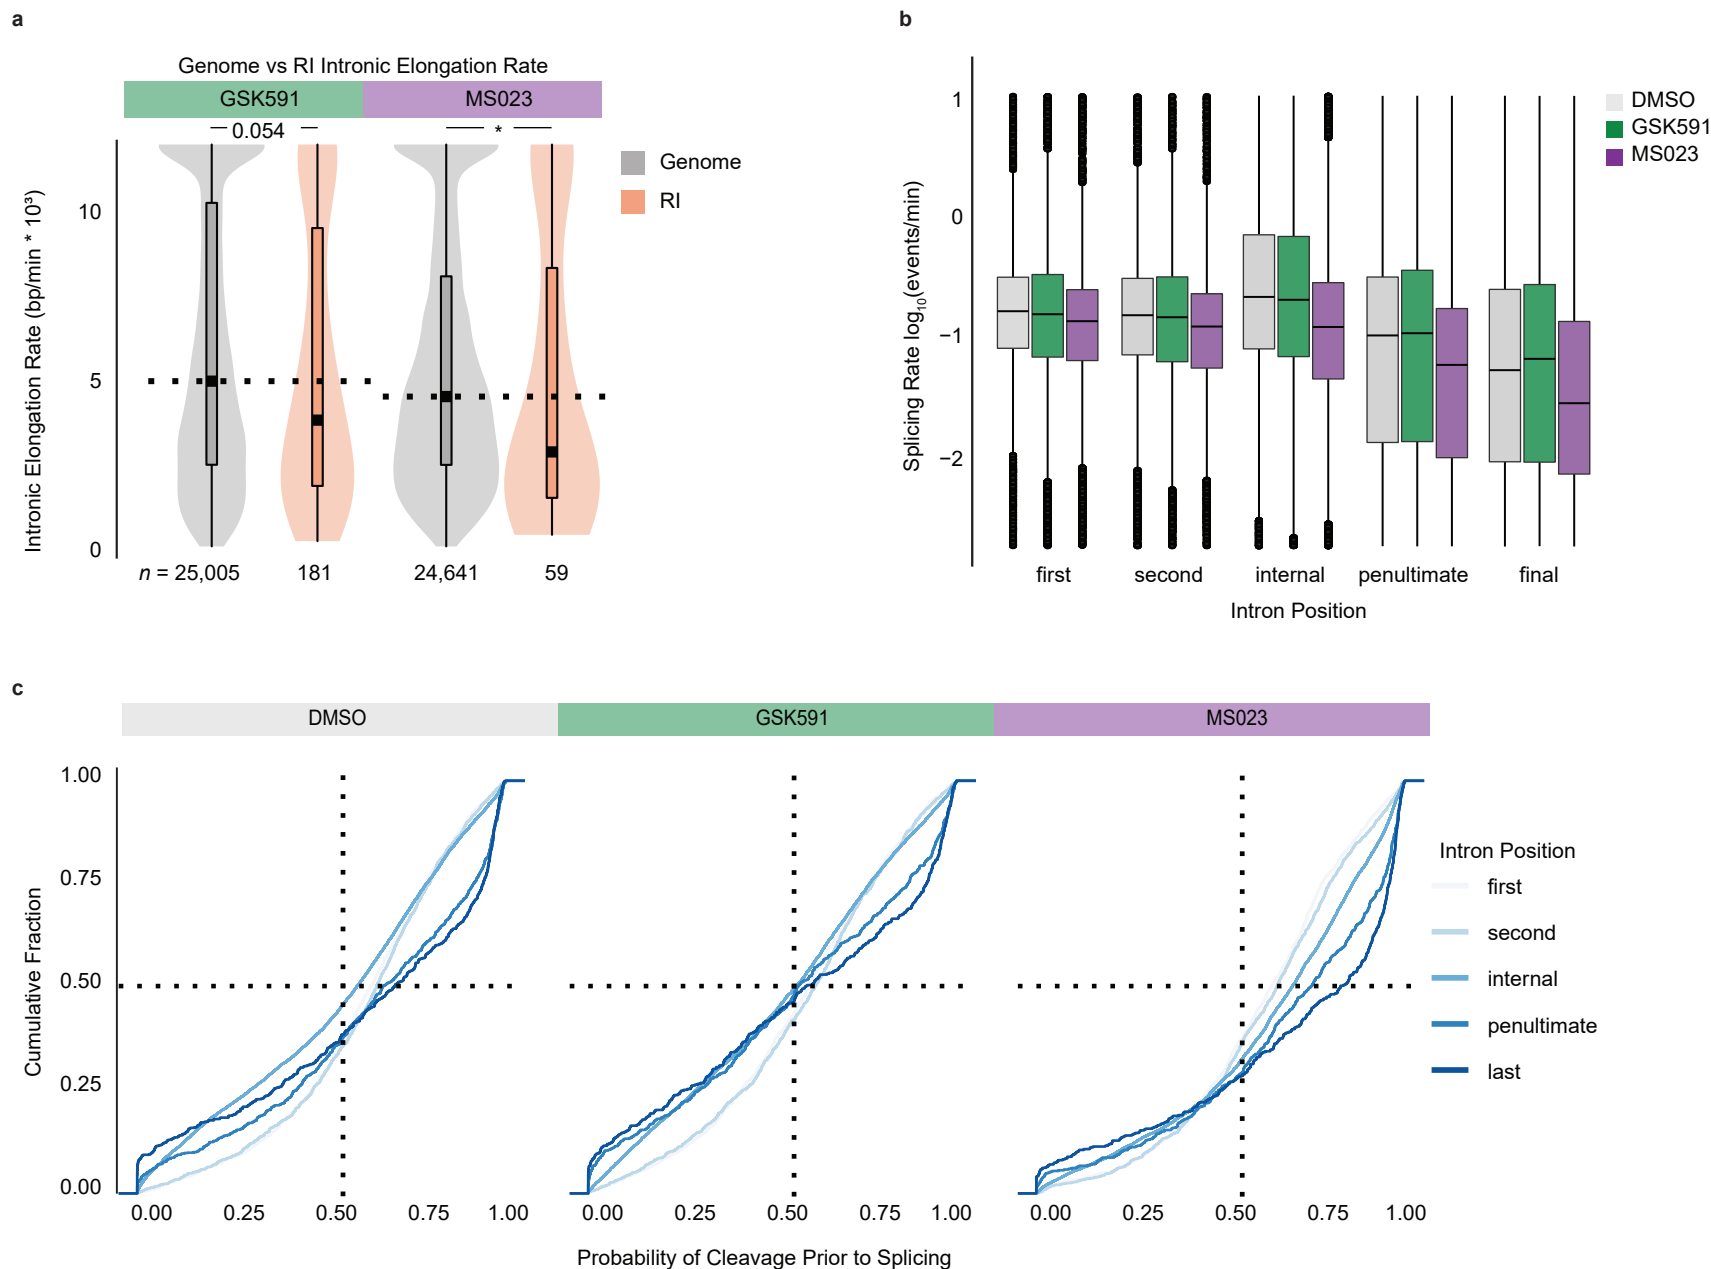 a
Genome vs RI Intronic Elongation Rate
GSK591 MS023
0.054 *
Genome
RI
Intronic Elongation Rate (bp/min * 10³)
10
5
0
n = 25,005 181 24,641 59
b
DMSO
GSK591
MS023
Splicing Rate log₁₀(events/min)
1
0
−1
−2
first second internal penultimate final
Intron Position
c
DMSO GSK591 MS023
Cumulative Fraction
1.00
0.75
0.50
0.25
0.00
0.00 0.25 0.50 0.75 1.00 0.00 0.25 0.50 0.75 1.00 0.00 0.25 0.50 0.75 1.00
Probability of Cleavage Prior to Splicing
Intron Position
first
second
internal
penultimate
last